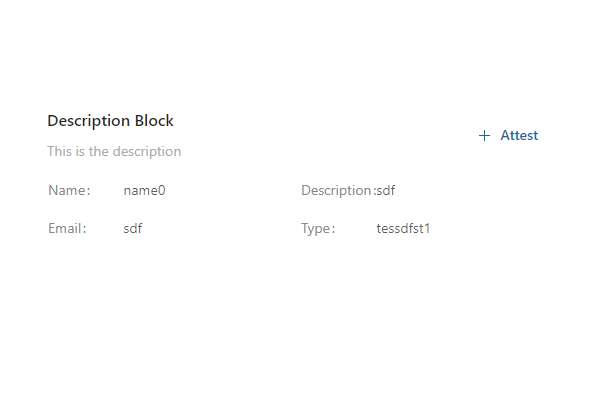 Description Block
+ Attest
This is the description
Name: name0 Description: sdf
Email: sdf Type: tessdfst1